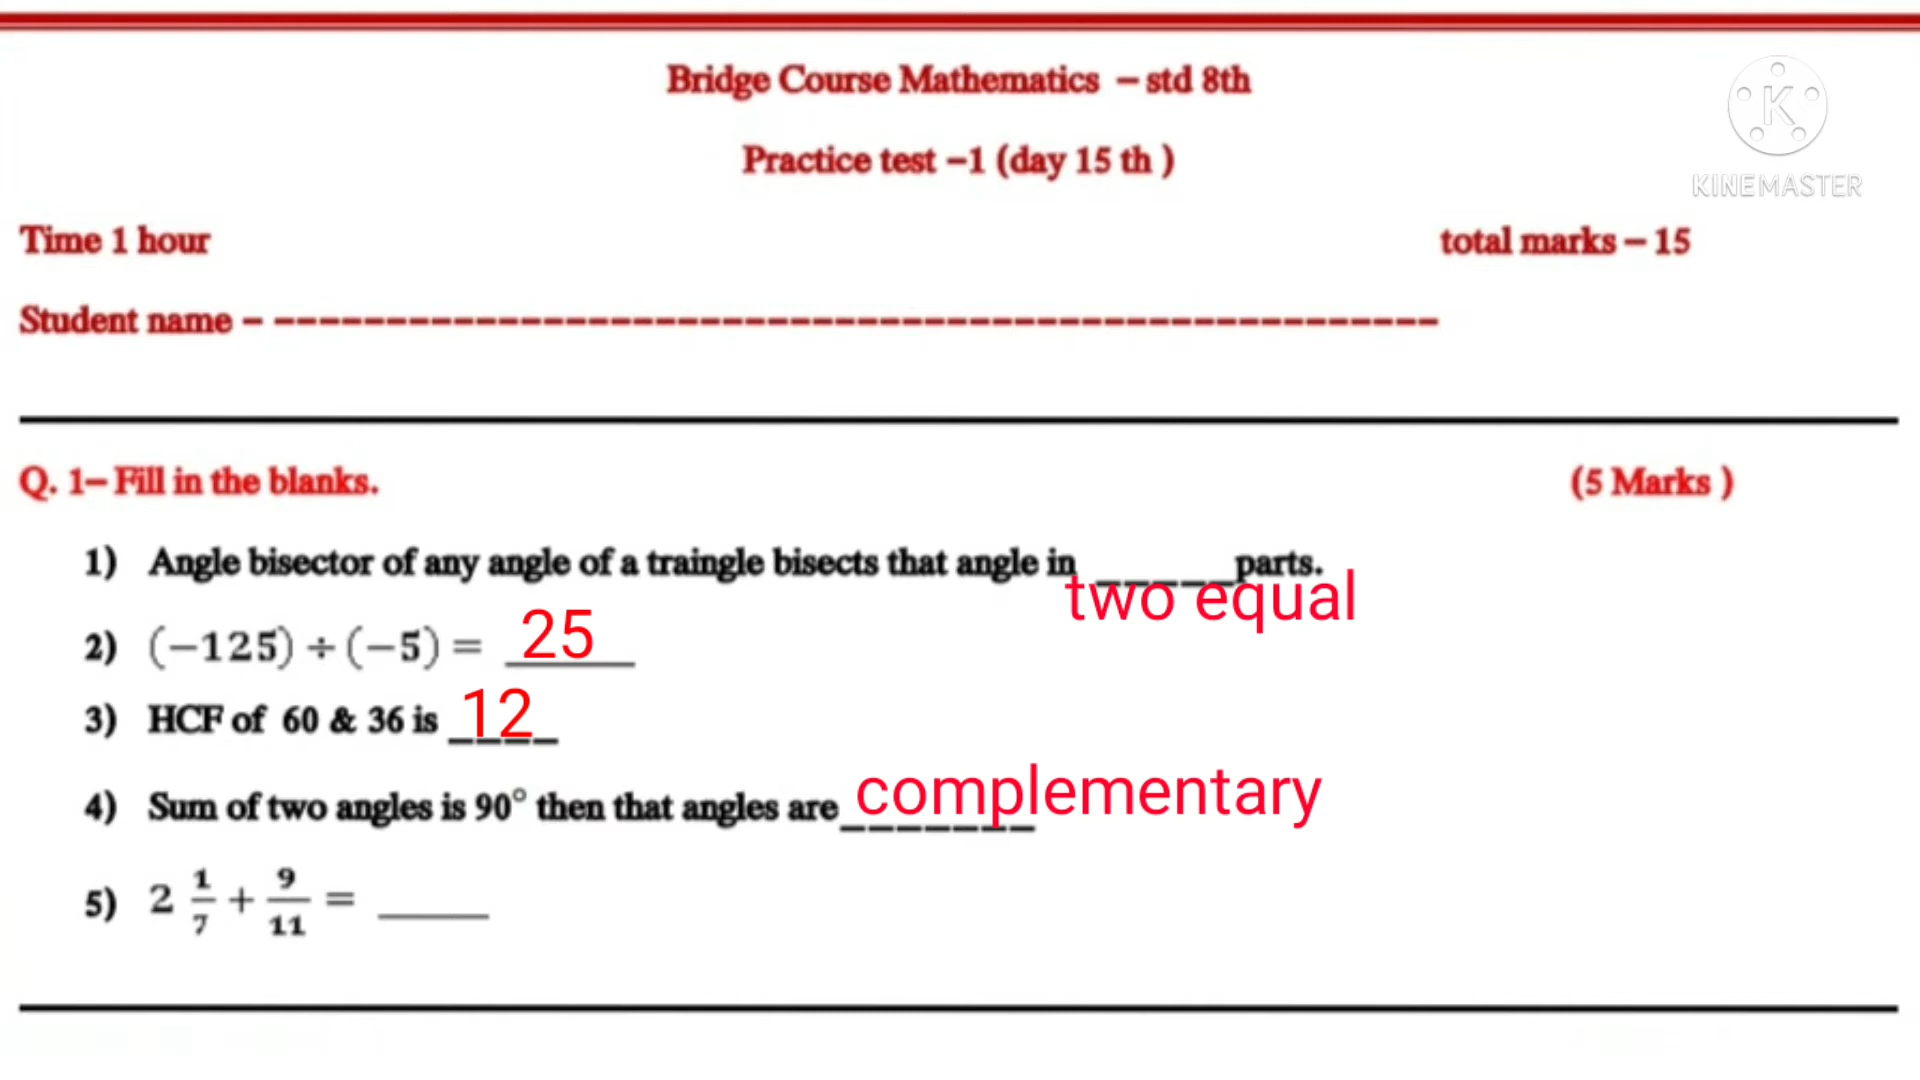 Bridge Course Mathematics – std 8th
Practice test –1 (day 15 th )
KINEMASTER
Time 1 hour total marks – 15
Student name – ––––––––––––––––––––––––––––––––––––––––––
Q. 1– Fill in the blanks. (5 Marks )
1) Angle bisector of any angle of a traingle bisects that angle in _____parts.
two equal
2) (−125) ÷ (−5) = 25
3) HCF of 60 & 36 is 12
4) Sum of two angles is 90° then that angles are complementary
5) 2 1/7 + 9/11 = _____